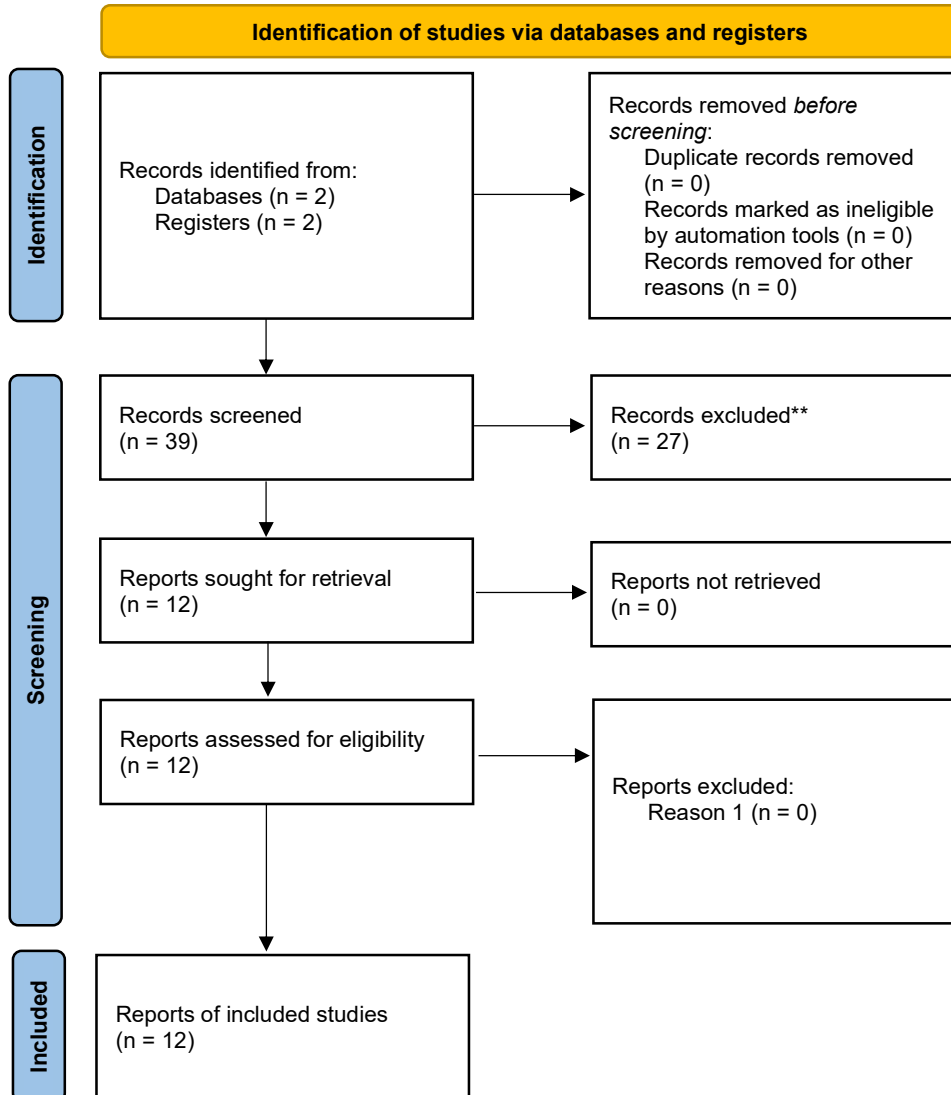 Identification of studies via databases and registers
Identification
Records identified from:
Databases (n = 2)
Registers (n = 2)
Records removed before
screening:
Duplicate records removed
(n = 0)
Records marked as ineligible
by automation tools (n = 0)
Records removed for other
reasons (n = 0)
Screening
Records screened
(n = 39)
Records excluded**
(n = 27)
Reports sought for retrieval
(n = 12)
Reports not retrieved
(n = 0)
Reports assessed for eligibility
(n = 12)
Reports excluded:
Reason 1 (n = 0)
Included
Reports of included studies
(n = 12)